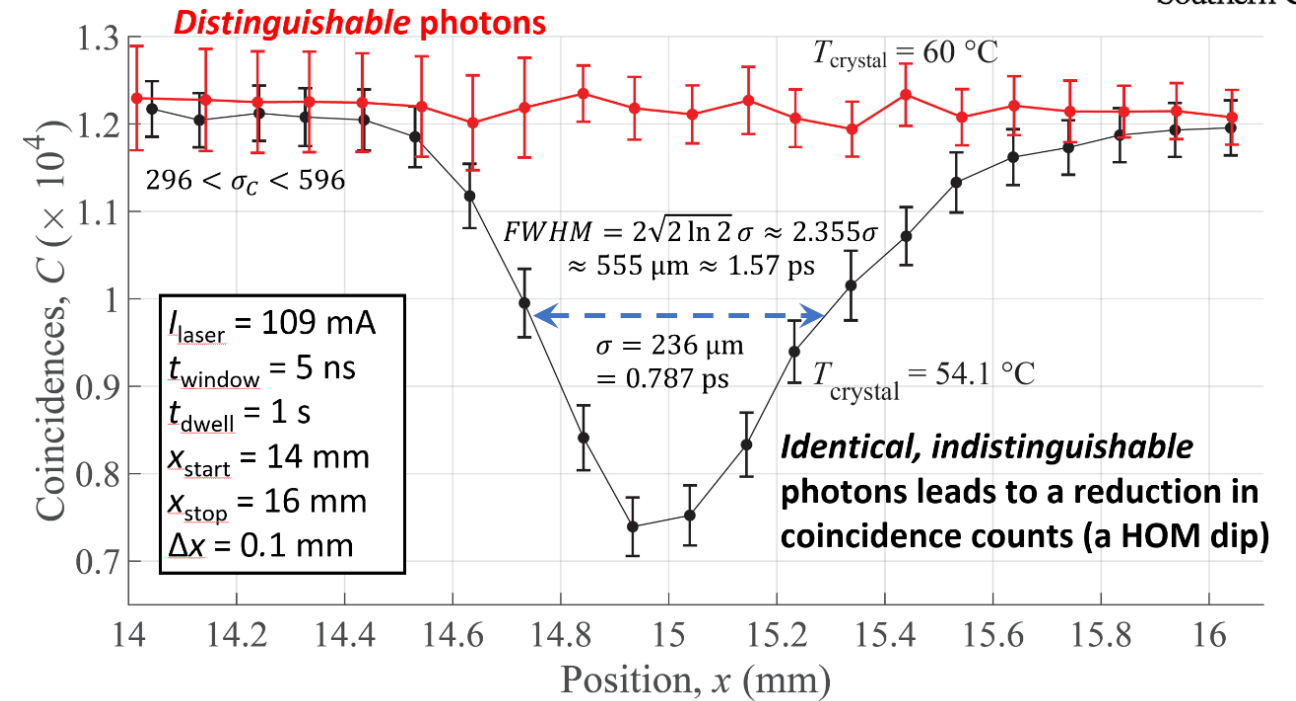 Southern C
Distinguishable photons
1.3
1.2
1.1
1
0.9
0.8
0.7
Coincidences, C (× 10⁴)
T_crystal = 60 °C
296 < σ_C < 596
FWHM = 2√(2 ln 2) σ ≈ 2.355σ
≈ 555 μm ≈ 1.57 ps
σ = 236 μm
= 0.787 ps
T_crystal = 54.1 °C
I_laser = 109 mA
t_window = 5 ns
t_dwell = 1 s
x_start = 14 mm
x_stop = 16 mm
Δx = 0.1 mm
Identical, indistinguishable
photons leads to a reduction in
coincidence counts (a HOM dip)
14 14.2 14.4 14.6 14.8 15 15.2 15.4 15.6 15.8 16
Position, x (mm)